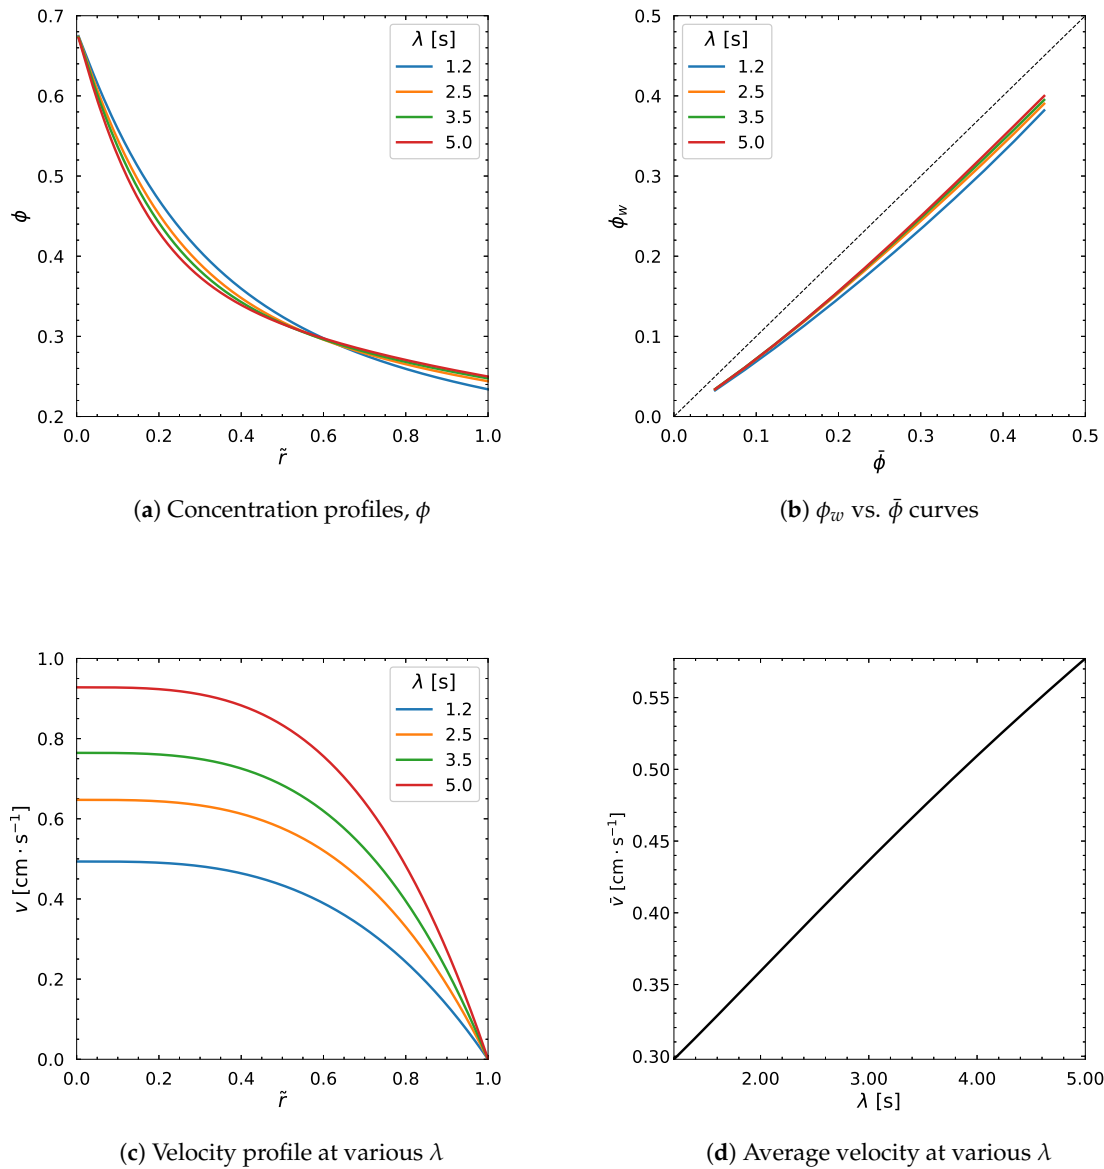 0.7
0.6
0.5
0.4
0.3
0.2
ϕ
0.0 0.2 0.4 0.6 0.8 1.0
r̃
λ [s]
1.2
2.5
3.5
5.0
(a) Concentration profiles, ϕ
0.5
0.4
0.3
0.2
0.1
0.0
ϕ_w
0.0 0.1 0.2 0.3 0.4 0.5
ϕ̄
λ [s]
1.2
2.5
3.5
5.0
(b) ϕ_w vs. ϕ̄ curves
1.0
0.8
0.6
0.4
0.2
0.0
v [cm · s⁻¹]
0.0 0.2 0.4 0.6 0.8 1.0
r̃
λ [s]
1.2
2.5
3.5
5.0
(c) Velocity profile at various λ
0.55
0.50
0.45
0.40
0.35
0.30
v̄ [cm · s⁻¹]
2.00 3.00 4.00 5.00
λ [s]
(d) Average velocity at various λ